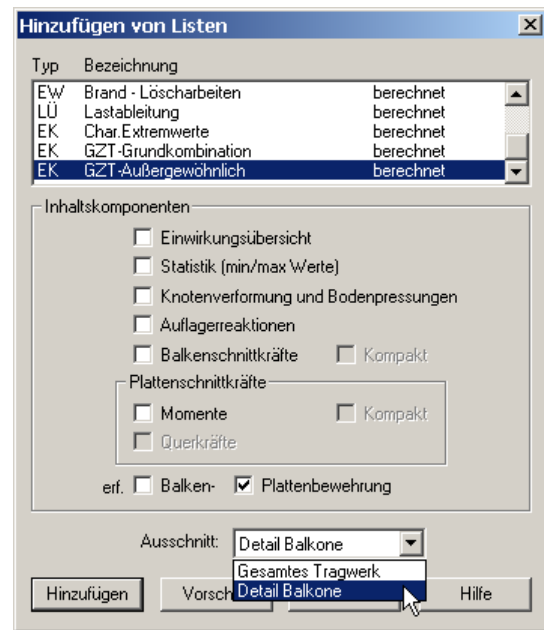 Hinzufügen von Listen
Typ Bezeichnung
EW Brand - Löscharbeiten berechnet
LÜ Lastableitung berechnet
EK Char.Extremwerte berechnet
EK GZT-Grundkombination berechnet
EK GZT-Außergewöhnlich berechnet
Inhaltskomponenten
Einwirkungsübersicht
Statistik (min/max Werte)
Knotenverformung und Bodenpressungen
Auflagerreaktionen
Balkenschnittkräfte Kompakt
Plattenschnittkräfte
Momente Kompakt
Querkräfte
erf. Balken- Plattenbewehrung
Ausschnitt: Detail Balkone
Gesamtes Tragwerk
Detail Balkone
Hinzufügen Vorsch Hilfe